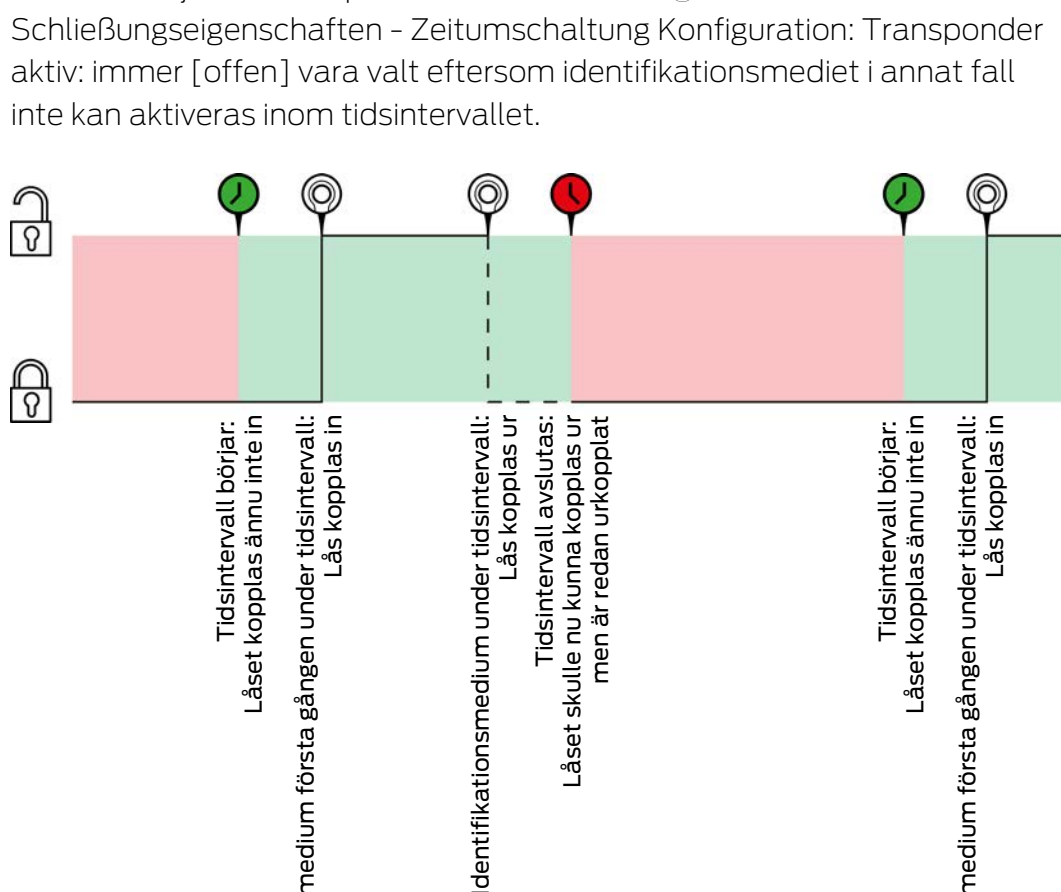 Schließungseigenschaften - Zeitumschaltung Konfiguration: Transponder
aktiv: immer [offen] vara valt eftersom identifikationsmediet i annat fall
inte kan aktiveras inom tidsintervallet.
Tidsintervall börjar:
Låset kopplas ännu inte in
medium första gången under tidsintervall:
Lås kopplas in
Identifikationsmedium under tidsintervall:
Lås kopplas ur
Tidsintervall avslutas:
Låset skulle nu kunna kopplas ur
men är redan urkopplat
Tidsintervall börjar:
Låset kopplas ännu inte in
medium första gången under tidsintervall:
Lås kopplas in